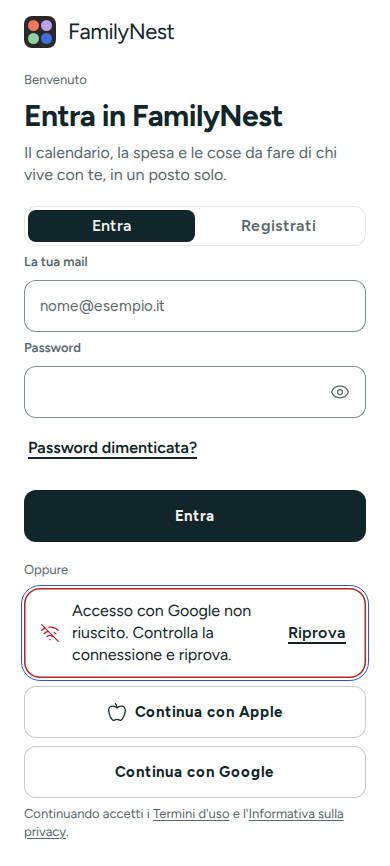 FamilyNest
Benvenuto
Entra in FamilyNest
Il calendario, la spesa e le cose da fare di chi
vive con te, in un posto solo.
Entra
Registrati
La tua mail
nome@esempio.it
Password
Password dimenticata?
Entra
Oppure
Accesso con Google non
riuscito. Controlla la
connessione e riprova.
Riprova
Continua con Apple
Continua con Google
Continuando accetti i Termini d'uso e l'Informativa sulla
privacy.